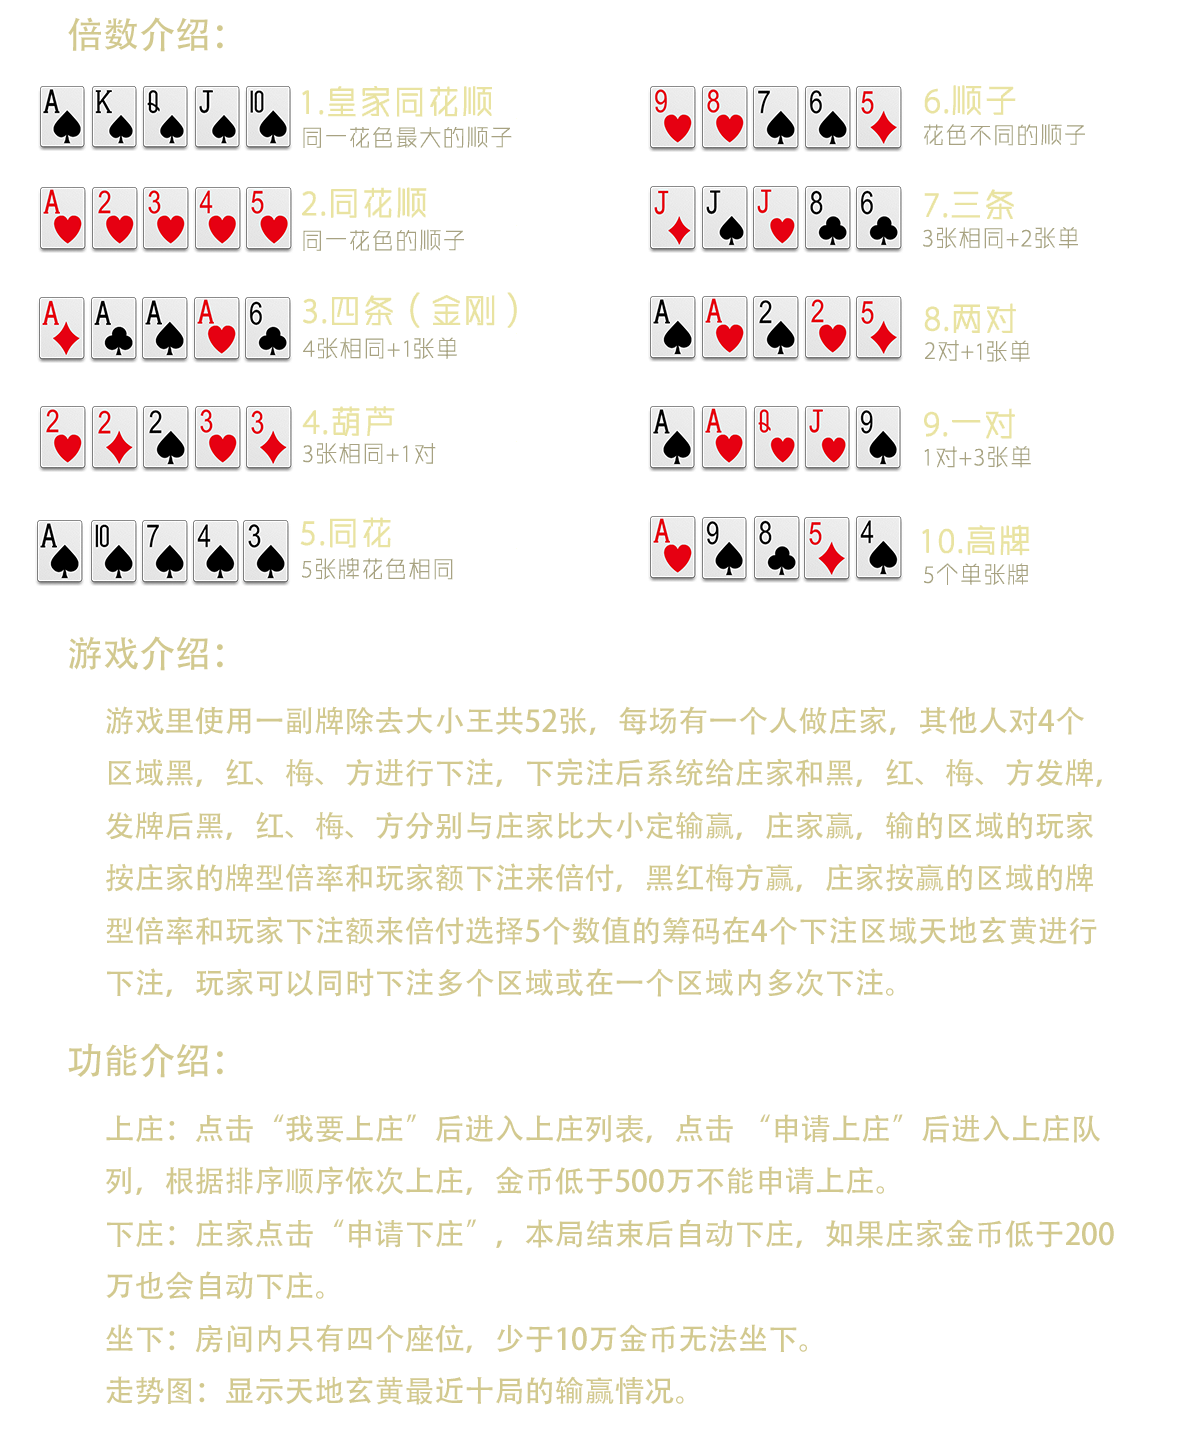 倍数介绍：
A K Q J 10
1.皇家同花顺
同一花色最大的顺子
A 2 3 4 5
2.同花顺
同一花色的顺子
A A A A 6
3.四条（金刚）
4张相同+1张单
2 2 2 3 3
4.葫芦
3张相同+1对
A 10 7 4 3
5.同花
5张牌花色相同
9 8 7 6 5
6.顺子
花色不同的顺子
J J J 8 6
7.三条
3张相同+2张单
A A 2 2 5
8.两对
2对+1张单
A A Q J 9
9.一对
1对+3张单
A 9 8 5 4
10.高牌
5个单张牌
游戏介绍：
游戏里使用一副牌除去大小王共52张，每场有一个人做庄家，其他人对4个
区域黑，红、梅、方进行下注，下完注后系统给庄家和黑，红、梅、方发牌，
发牌后黑，红、梅、方分别与庄家比大小定输赢，庄家赢，输的区域的玩家
按庄家的牌型倍率和玩家额下注来倍付，黑红梅方赢，庄家按赢的区域的牌
型倍率和玩家下注额来倍付选择5个数值的筹码在4个下注区域天地玄黄进行
下注，玩家可以同时下注多个区域或在一个区域内多次下注。
功能介绍：
上庄：点击“我要上庄”后进入上庄列表，点击 “申请上庄”后进入上庄队
列，根据排序顺序依次上庄，金币低于500万不能申请上庄。
下庄：庄家点击“申请下庄”，本局结束后自动下庄，如果庄家金币低于200
万也会自动下庄。
坐下：房间内只有四个座位，少于10万金币无法坐下。
走势图：显示天地玄黄最近十局的输赢情况。